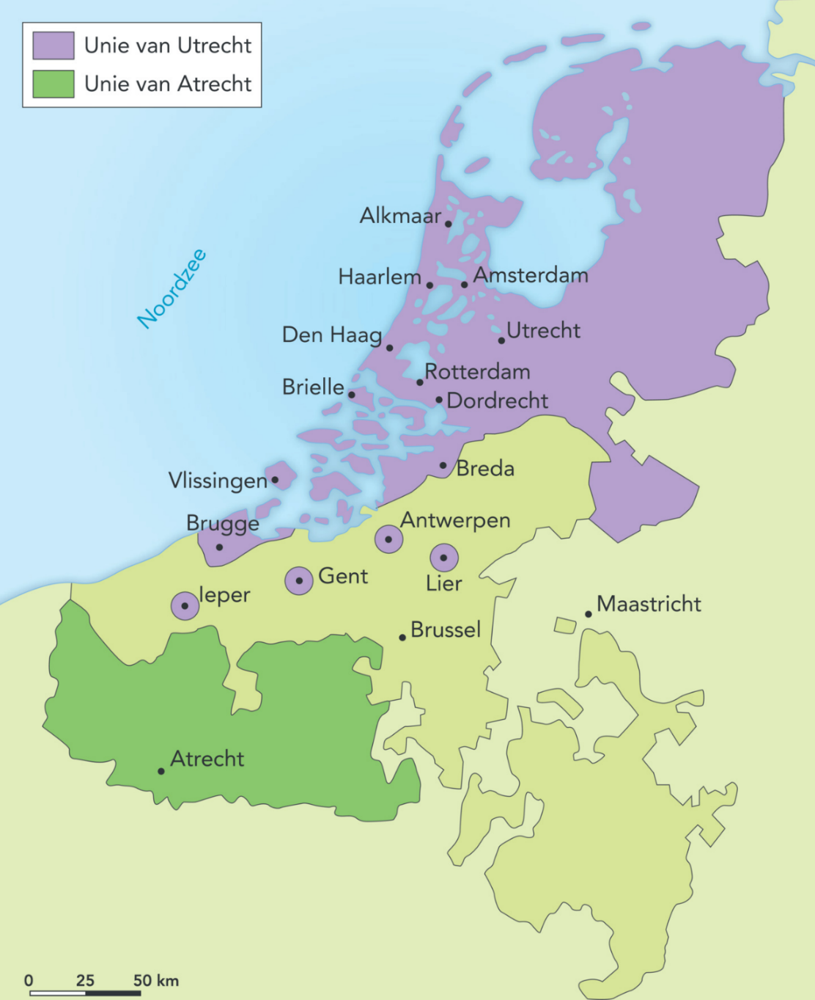 Unie van Utrecht
Unie van Atrecht
Noordzee
Alkmaar
Haarlem
Amsterdam
Den Haag
Utrecht
Rotterdam
Brielle
Dordrecht
Breda
Vlissingen
Brugge
Antwerpen
Gent
Lier
Ieper
Maastricht
Brussel
Atrecht
0 25 50 km